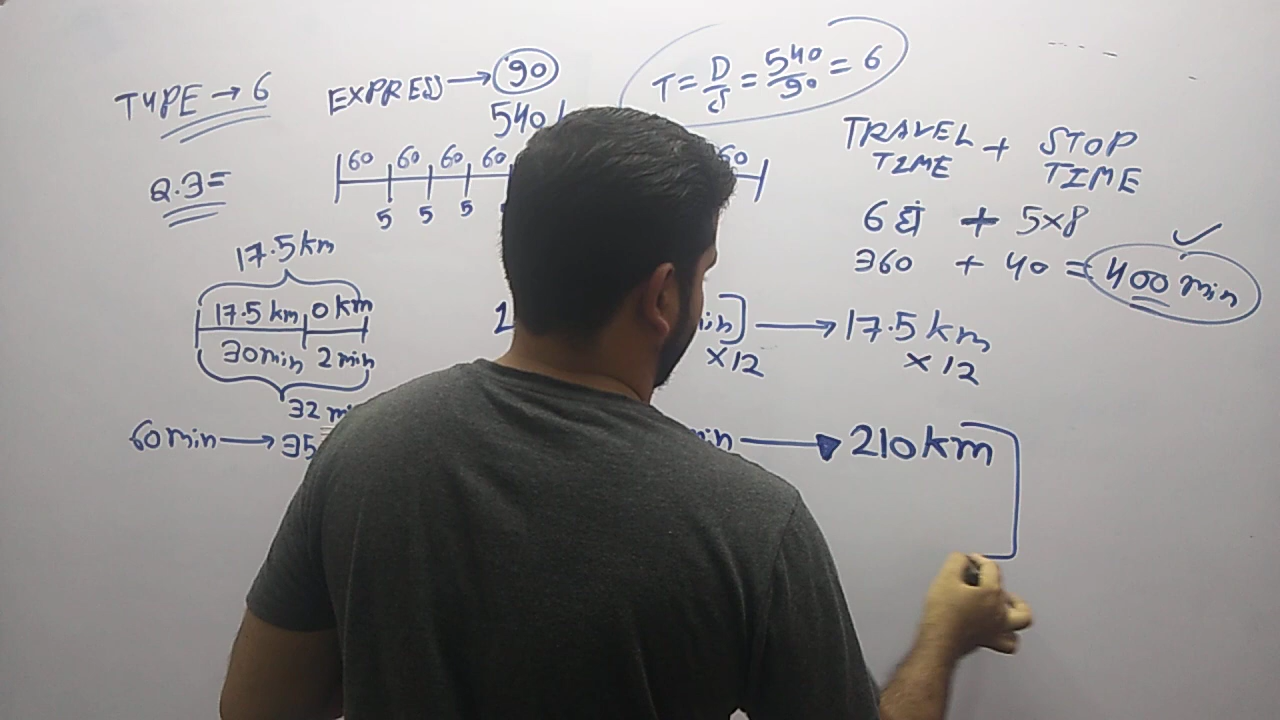 TYPE → 6
EXPRESS → 90
540
T = D/S = 540/90 = 6
Q.3 =
60 60 60 60
5 5 5
TRAVEL TIME + STOP TIME
6 घं + 5×8
360 + 40 = 400 min ✓
17.5 km
17.5 km 0 km
30 min 2 min
32
→ 17.5 km
×12 ×12
60 min → 35
→ 210 km